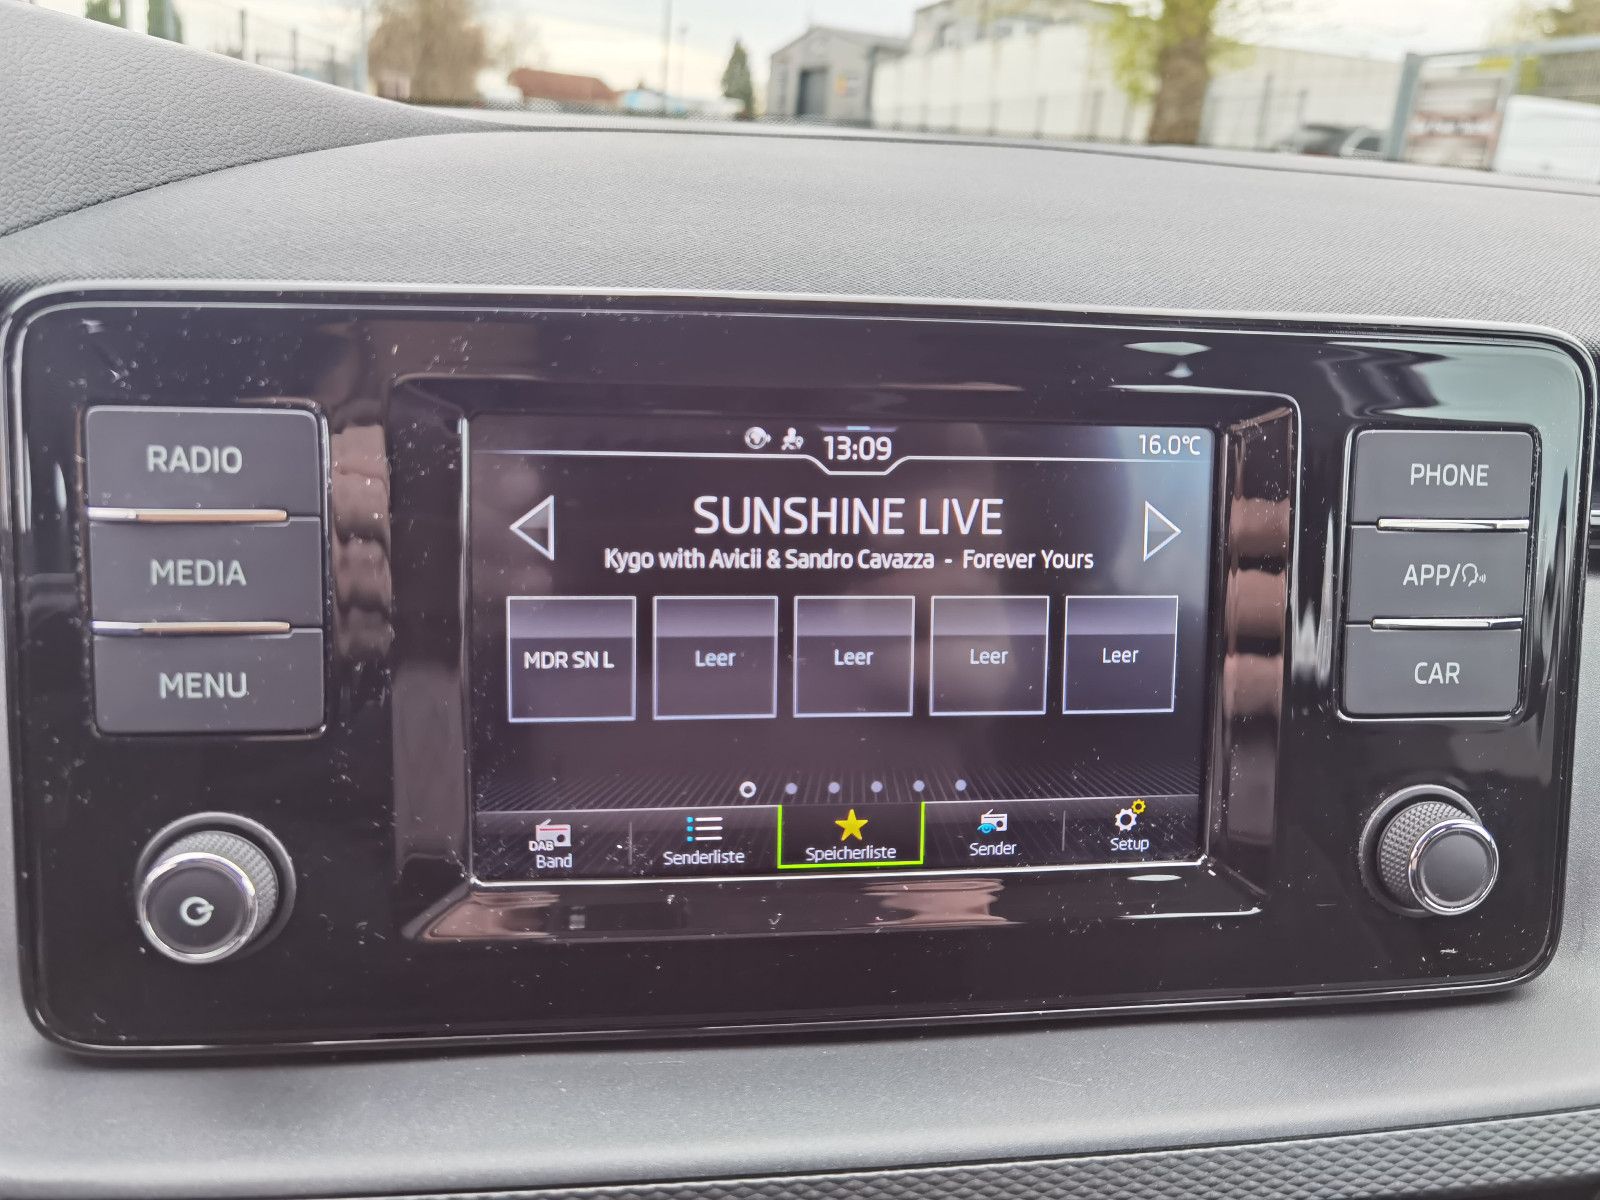 RADIO
MEDIA
MENU
13:09
16.0°C
SUNSHINE LIVE
Kygo with Avicii & Sandro Cavazza - Forever Yours
MDR SN L
Leer
Leer
Leer
Leer
DAB
Band
Senderliste
Speicherliste
Sender
Setup
PHONE
APP/
CAR